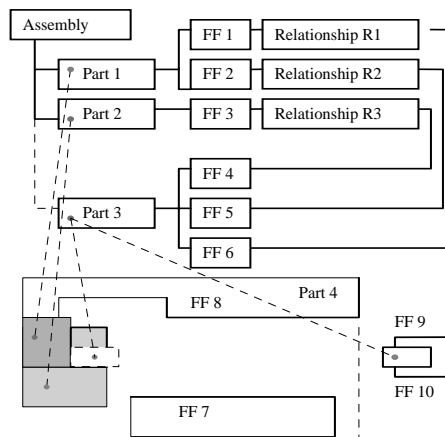 Assembly
FF 1
Relationship R1
Part 1
FF 2
Relationship R2
Part 2
FF 3
Relationship R3
FF 4
Part 3
FF 5
FF 6
Part 4
FF 8
FF 9
FF 10
FF 7